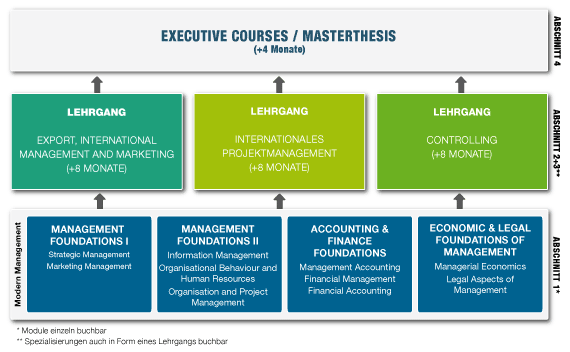 EXECUTIVE COURSES / MASTERTHESIS
(+4 Monate)
ABSCHNITT 4
LEHRGANG
EXPORT, INTERNATIONAL
MANAGEMENT AND MARKETING
(+8 MONATE)
LEHRGANG
INTERNATIONALES
PROJEKTMANAGEMENT
(+8 MONATE)
LEHRGANG
CONTROLLING
(+8 MONATE)
ABSCHNITT 2+3**
Modern Management
MANAGEMENT
FOUNDATIONS I
Strategic Management
Marketing Management
MANAGEMENT
FOUNDATIONS II
Information Management
Organisational Behaviour and
Human Resources
Organisation and Project
Management
ACCOUNTING &
FINANCE
FOUNDATIONS
Management Accounting
Financial Management
Financial Accounting
ECONOMIC & LEGAL
FOUNDATIONS OF
MANAGEMENT
Managerial Economics
Legal Aspects of
Management
ABSCHNITT 1*
* Module einzeln buchbar
** Spezialisierungen auch in Form eines Lehrgangs buchbar